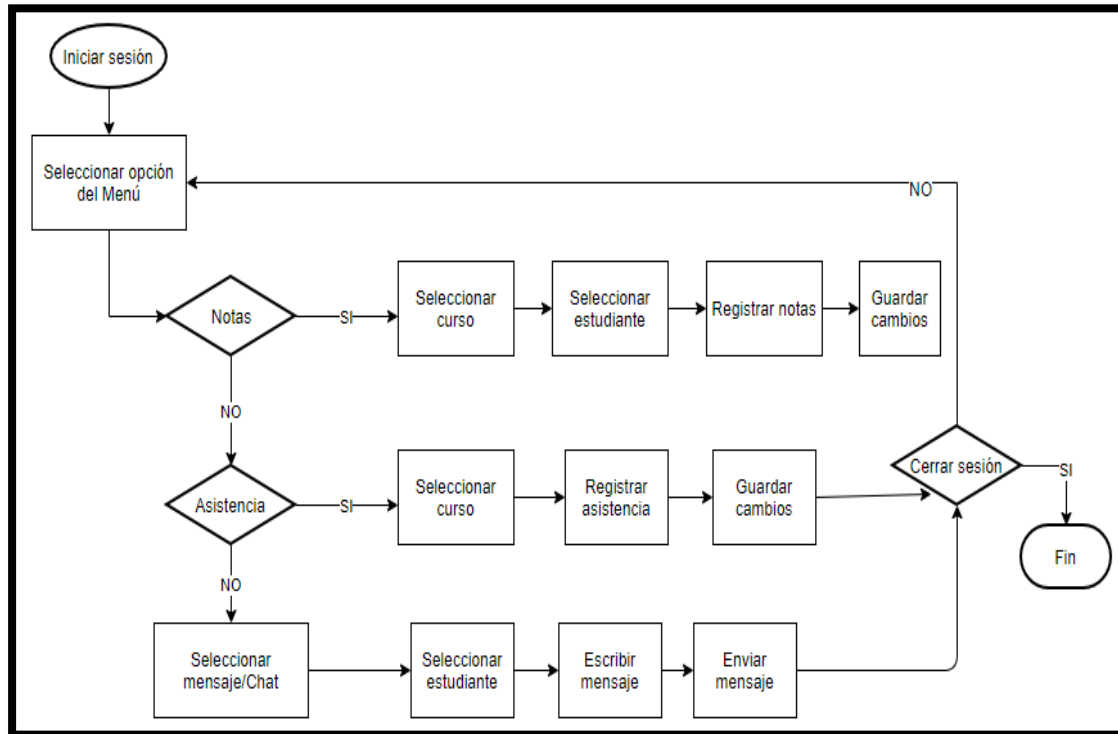 Iniciar sesión
Seleccionar opción
del Menú
NO
Notas
SI
Seleccionar
curso
Seleccionar
estudiante
Registrar notas
Guardar
cambios
NO
Asistencia
SI
Seleccionar
curso
Registrar
asistencia
Guardar
cambios
Cerrar sesión
SI
Fin
NO
Seleccionar
mensaje/Chat
Seleccionar
estudiante
Escribir
mensaje
Enviar
mensaje